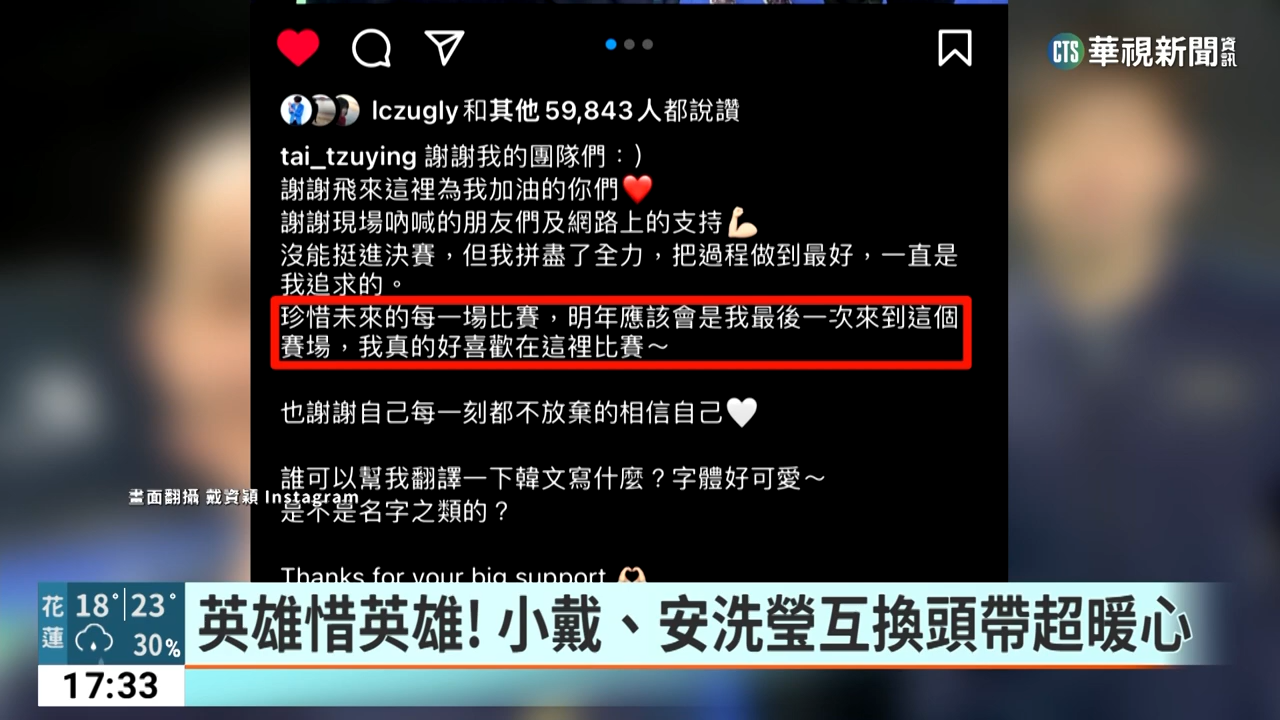 CTS 華視新聞資訊
lczugly和其他 59,843人都說讚
tai_tzuying 謝謝我的團隊們：）
謝謝飛來這裡為我加油的你們❤️
謝謝現場吶喊的朋友們及網路上的支持💪🏻
沒能挺進決賽，但我拼盡了全力，把過程做到最好，一直是
我追求的。
珍惜未來的每一場比賽，明年應該會是我最後一次來到這個
賽場，我真的好喜歡在這裡比賽～
也謝謝自己每一刻都不放棄的相信自己🤍
誰可以幫我翻譯一下韓文寫什麼？字體好可愛～
畫面翻攝 戴資穎 Instagram
是不是名字之類的？
Thanks for your big support 🫶🏻
花蓮 18° 23° 30%
英雄惜英雄! 小戴、安洗瑩互換頭帶超暖心
17:33